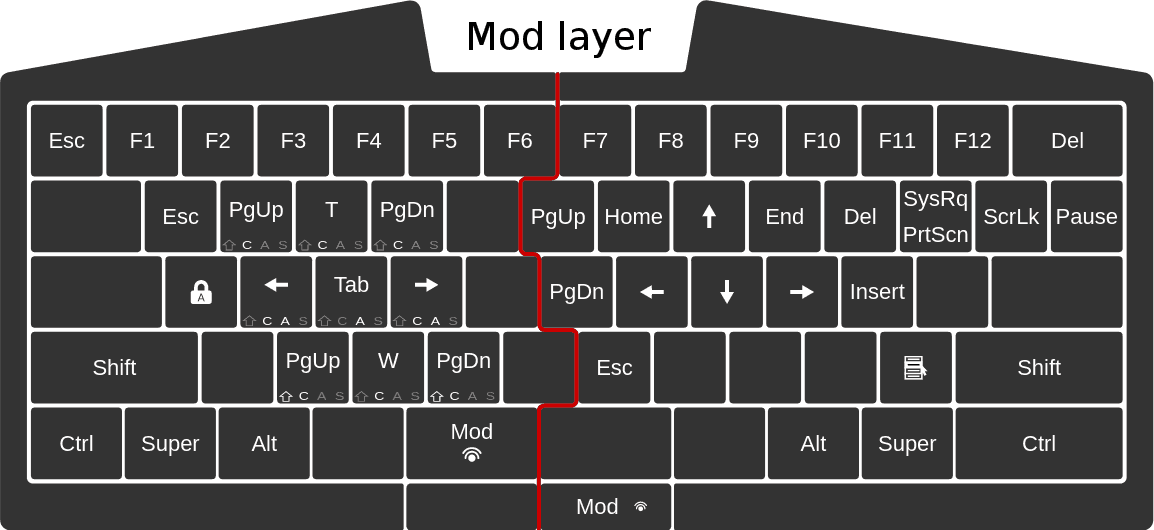 Mod layer
Esc F1 F2 F3 F4 F5 F6 F7 F8 F9 F10 F11 F12 Del
Esc PgUp T PgDn PgUp Home End Del SysRq ScrLk Pause
PrtScn
C A S C A S C A S
A Tab PgDn Insert
C A S C A S C A S
Shift PgUp W PgDn Esc Shift
C A S C A S C A S
Ctrl Super Alt Mod Alt Super Ctrl
Mod